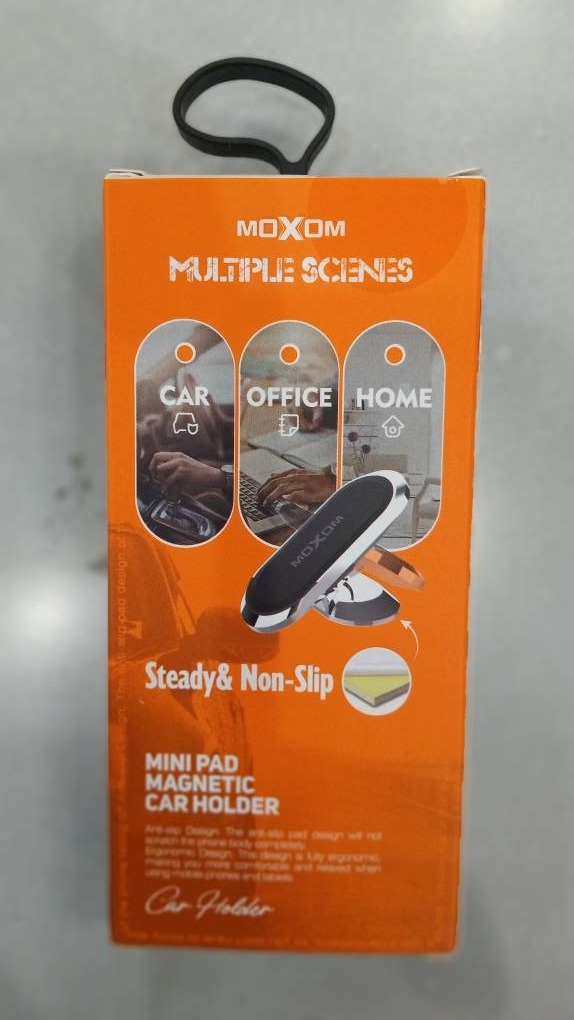 MOXOM
MULTIPLE SCENES
CAR
OFFICE
HOME
MOXOM
Steady& Non-Slip
MINI PAD
MAGNETIC
CAR HOLDER
Anti-slip Design: The anti-slip pad design will not
scratch the phone body completely.
Ergonomic Design: This design is fully ergonomic,
making you more comfortable and relaxed when
using mobile phones and tablets.
Car Holder